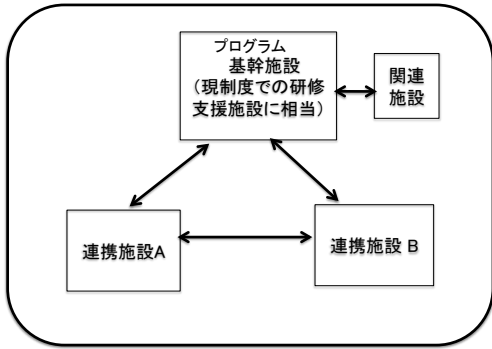 プログラム
基幹施設
(現制度での研修
支援施設に相当)
関連
施設
連携施設A
連携施設 B